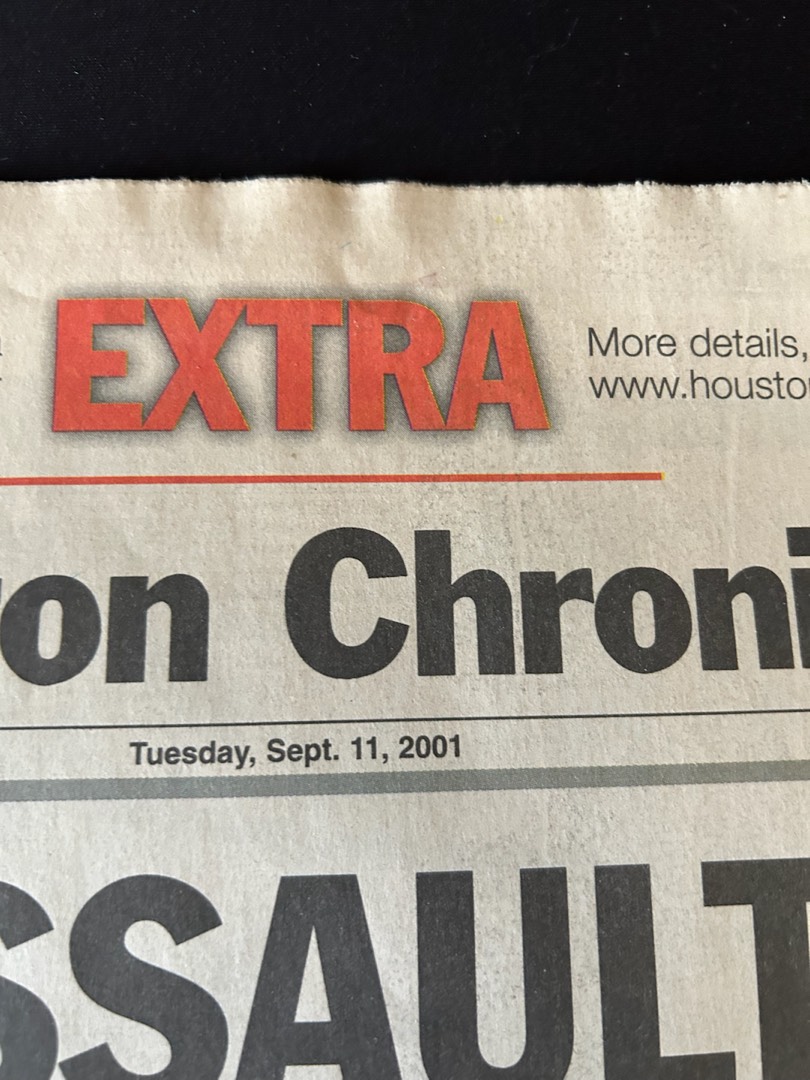 EXTRA
More details,
www.housto
on Chroni
Tuesday, Sept. 11, 2001
SSAULT